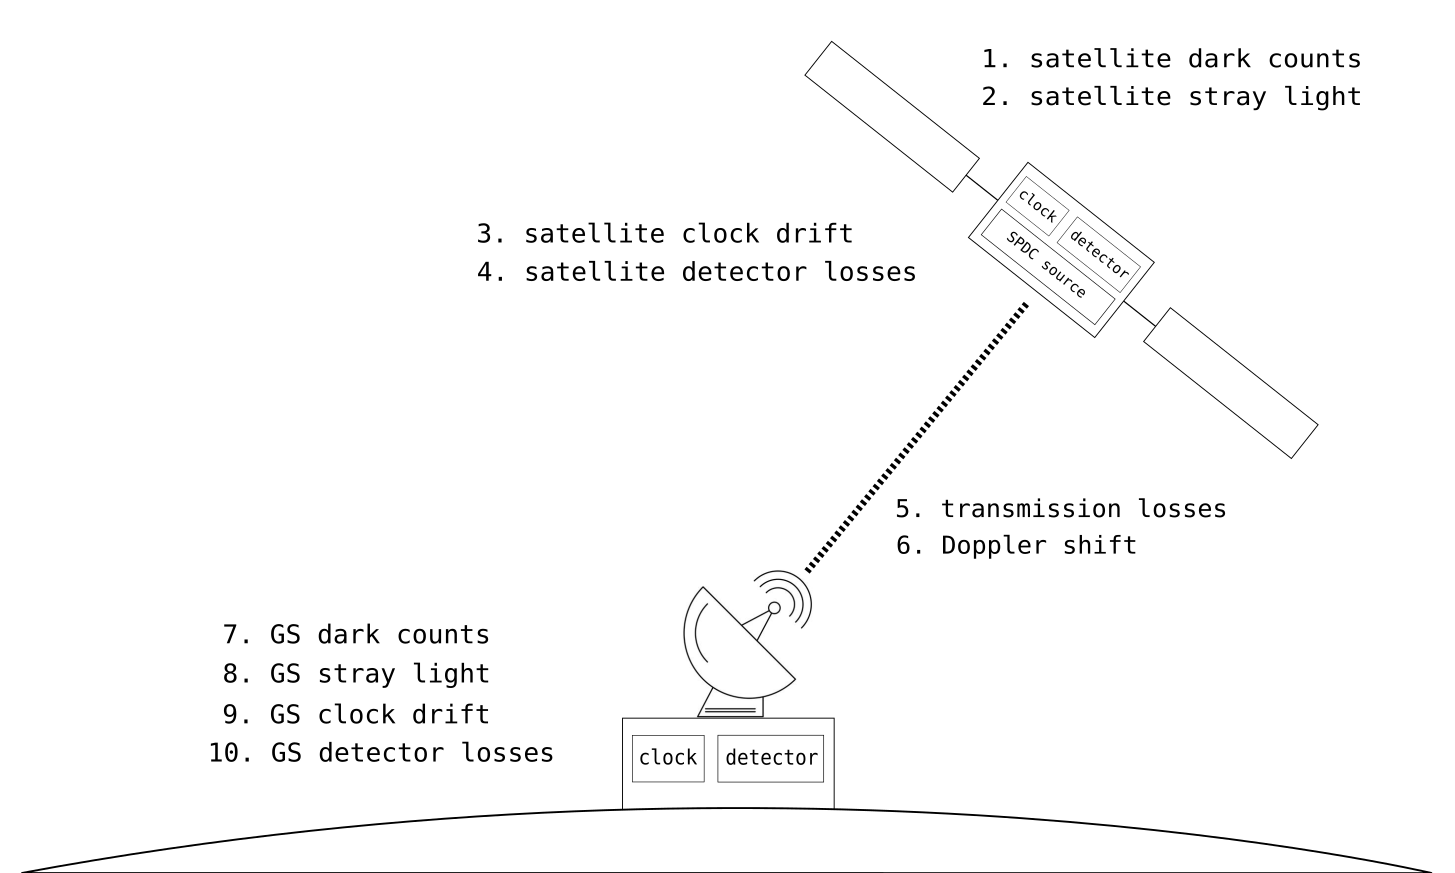 1. satellite dark counts
2. satellite stray light
clock
detector
SPDC source
3. satellite clock drift
4. satellite detector losses
5. transmission losses
6. Doppler shift
7. GS dark counts
8. GS stray light
9. GS clock drift
10. GS detector losses
clock
detector